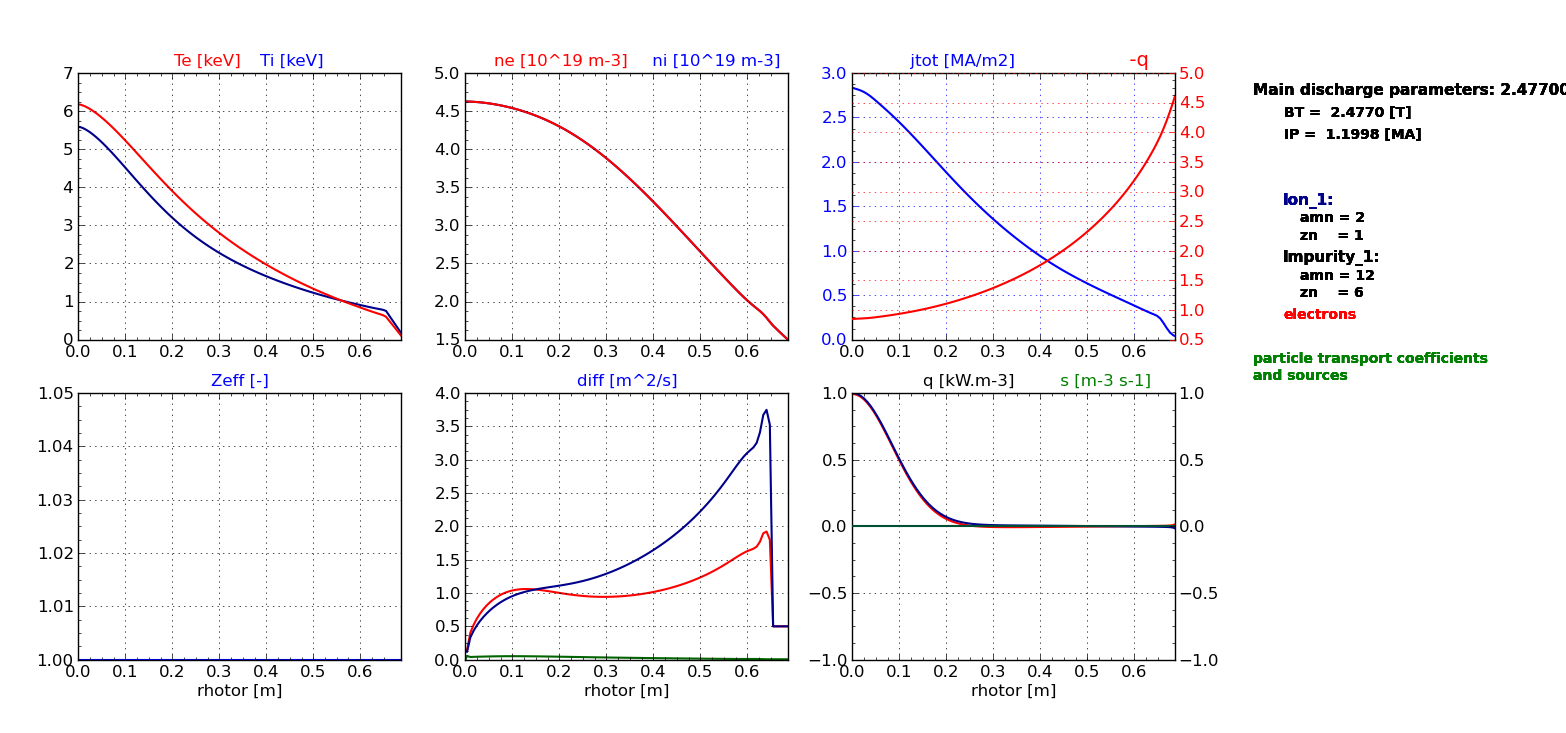 Te [keV] Ti [keV]
7
6
5
4
3
2
1
0
0.0 0.1 0.2 0.3 0.4 0.5 0.6
ne [10^19 m-3] ni [10^19 m-3]
5.0
4.5
4.0
3.5
3.0
2.5
2.0
1.5
0.0 0.1 0.2 0.3 0.4 0.5 0.6
jtot [MA/m2] -q
3.0
2.5
2.0
1.5
1.0
0.5
0.0
5.0
4.5
4.0
3.5
3.0
2.5
2.0
1.5
1.0
0.5
0.0 0.1 0.2 0.3 0.4 0.5 0.6
Main discharge parameters: 2.47700
BT = 2.4770 [T]
IP = 1.1998 [MA]
Ion_1:
amn = 2
zn = 1
Impurity_1:
amn = 12
zn = 6
electrons
particle transport coefficients
and sources
Zeff [-]
1.05
1.04
1.03
1.02
1.01
1.00
0.0 0.1 0.2 0.3 0.4 0.5 0.6
rhotor [m]
diff [m^2/s]
4.0
3.5
3.0
2.5
2.0
1.5
1.0
0.5
0.0
0.0 0.1 0.2 0.3 0.4 0.5 0.6
rhotor [m]
q [kW.m-3] s [m-3 s-1]
1.0
0.5
0.0
−0.5
−1.0
1.0
0.5
0.0
−0.5
−1.0
0.0 0.1 0.2 0.3 0.4 0.5 0.6
rhotor [m]